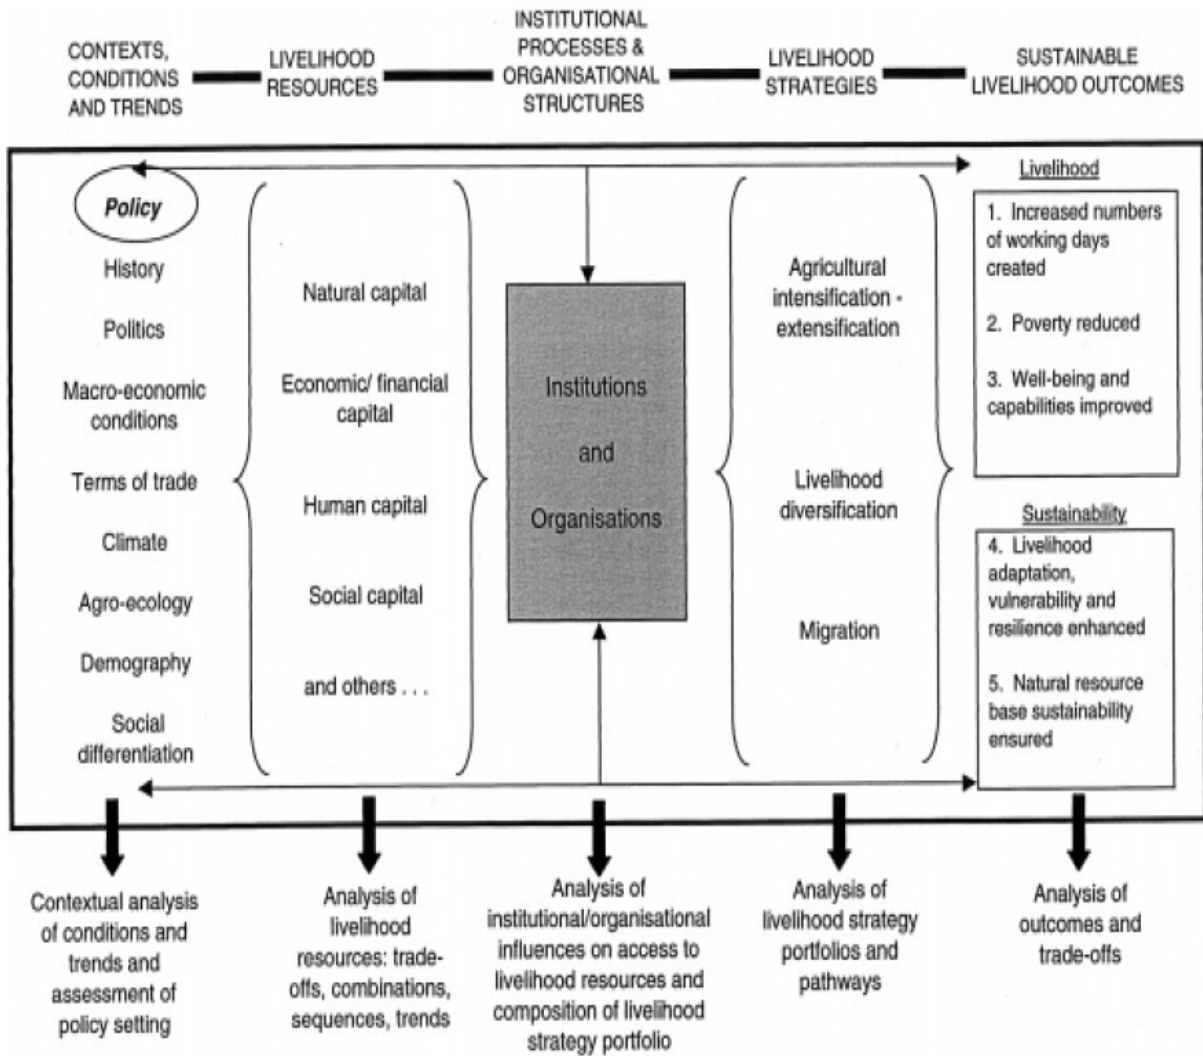 CONTEXTS,
CONDITIONS
AND TRENDS
LIVELIHOOD
RESOURCES
INSTITUTIONAL
PROCESSES &
ORGANISATIONAL
STRUCTURES
LIVELIHOOD
STRATEGIES
SUSTAINABLE
LIVELIHOOD OUTCOMES
Policy
History
Politics
Macro-economic
conditions
Terms of trade
Climate
Agro-ecology
Demography
Social
differentiation
Natural capital
Economic/ financial
capital
Human capital
Social capital
and others . . .
Institutions
and
Organisations
Agricultural
intensification -
extensification
Livelihood
diversification
Migration
Livelihood
1. Increased numbers
of working days
created
2. Poverty reduced
3. Well-being and
capabilities improved
Sustainability
4. Livelihood
adaptation,
vulnerability and
resilience enhanced
5. Natural resource
base sustainability
ensured
Contextual analysis
of conditions and
trends and
assessment of
policy setting
Analysis of
livelihood
resources: trade-
offs, combinations,
sequences, trends
Analysis of
institutional/organisational
influences on access to
livelihood resources and
composition of livelihood
strategy portfolio
Analysis of
livelihood strategy
portfolios and
pathways
Analysis of
outcomes and
trade-offs